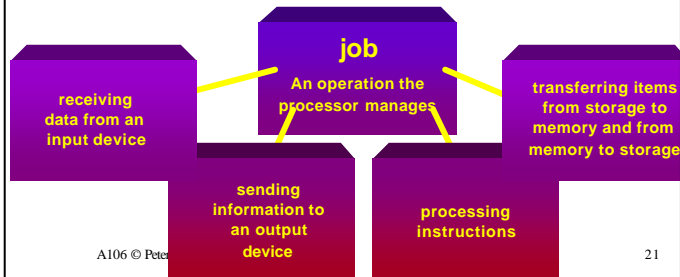 job
An operation the
processor manages
receiving
data from an
input device
transferring items
from storage to
memory and from
memory to storage
sending
information to
an output
device
processing
instructions
A106 © Peter
21